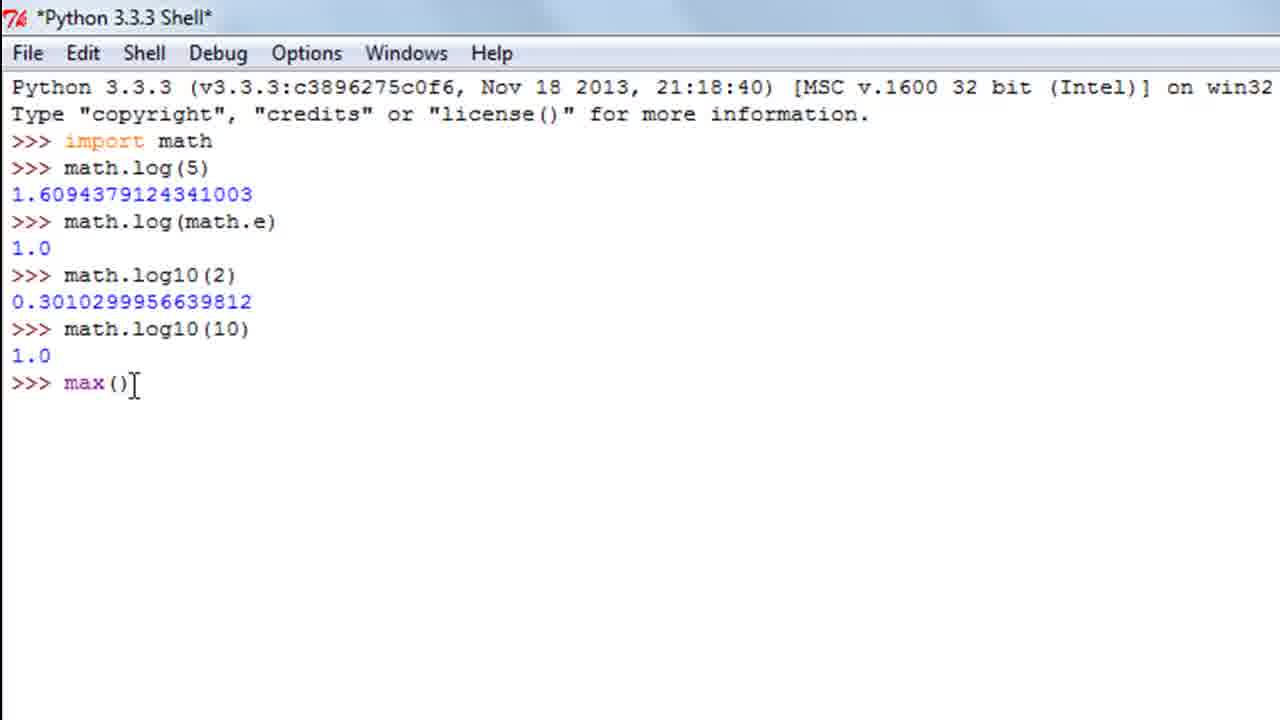 *Python 3.3.3 Shell*
File Edit Shell Debug Options Windows Help
Python 3.3.3 (v3.3.3:c3896275c0f6, Nov 18 2013, 21:18:40) [MSC v.1600 32 bit (Intel)] on win32
Type "copyright", "credits" or "license()" for more information.
>>> import math
>>> math.log(5)
1.6094379124341003
>>> math.log(math.e)
1.0
>>> math.log10(2)
0.3010299956639812
>>> math.log10(10)
1.0
>>> max()